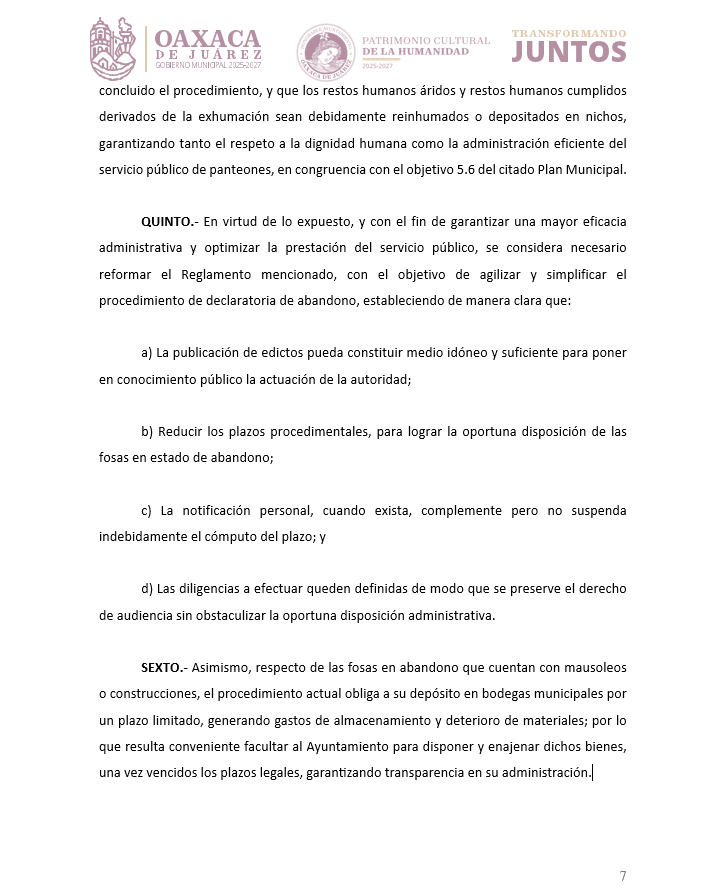 OAXACA
DE JUÁREZ
GOBIERNO MUNICIPAL 2025-2027
PATRIMONIO CULTURAL
DE LA HUMANIDAD
2025-2027
TRANSFORMANDO
JUNTOS
concluido el procedimiento, y que los restos humanos áridos y restos humanos cumplidos
derivados de la exhumación sean debidamente reinhumados o depositados en nichos,
garantizando tanto el respeto a la dignidad humana como la administración eficiente del
servicio público de panteones, en congruencia con el objetivo 5.6 del citado Plan Municipal.
QUINTO.- En virtud de lo expuesto, y con el fin de garantizar una mayor eficacia
administrativa y optimizar la prestación del servicio público, se considera necesario
reformar el Reglamento mencionado, con el objetivo de agilizar y simplificar el
procedimiento de declaratoria de abandono, estableciendo de manera clara que:
a) La publicación de edictos pueda constituir medio idóneo y suficiente para poner
en conocimiento público la actuación de la autoridad;
b) Reducir los plazos procedimentales, para lograr la oportuna disposición de las
fosas en estado de abandono;
c) La notificación personal, cuando exista, complemente pero no suspenda
indebidamente el cómputo del plazo; y
d) Las diligencias a efectuar queden definidas de modo que se preserve el derecho
de audiencia sin obstaculizar la oportuna disposición administrativa.
SEXTO.- Asimismo, respecto de las fosas en abandono que cuentan con mausoleos
o construcciones, el procedimiento actual obliga a su depósito en bodegas municipales por
un plazo limitado, generando gastos de almacenamiento y deterioro de materiales; por lo
que resulta conveniente facultar al Ayuntamiento para disponer y enajenar dichos bienes,
una vez vencidos los plazos legales, garantizando transparencia en su administración.
7